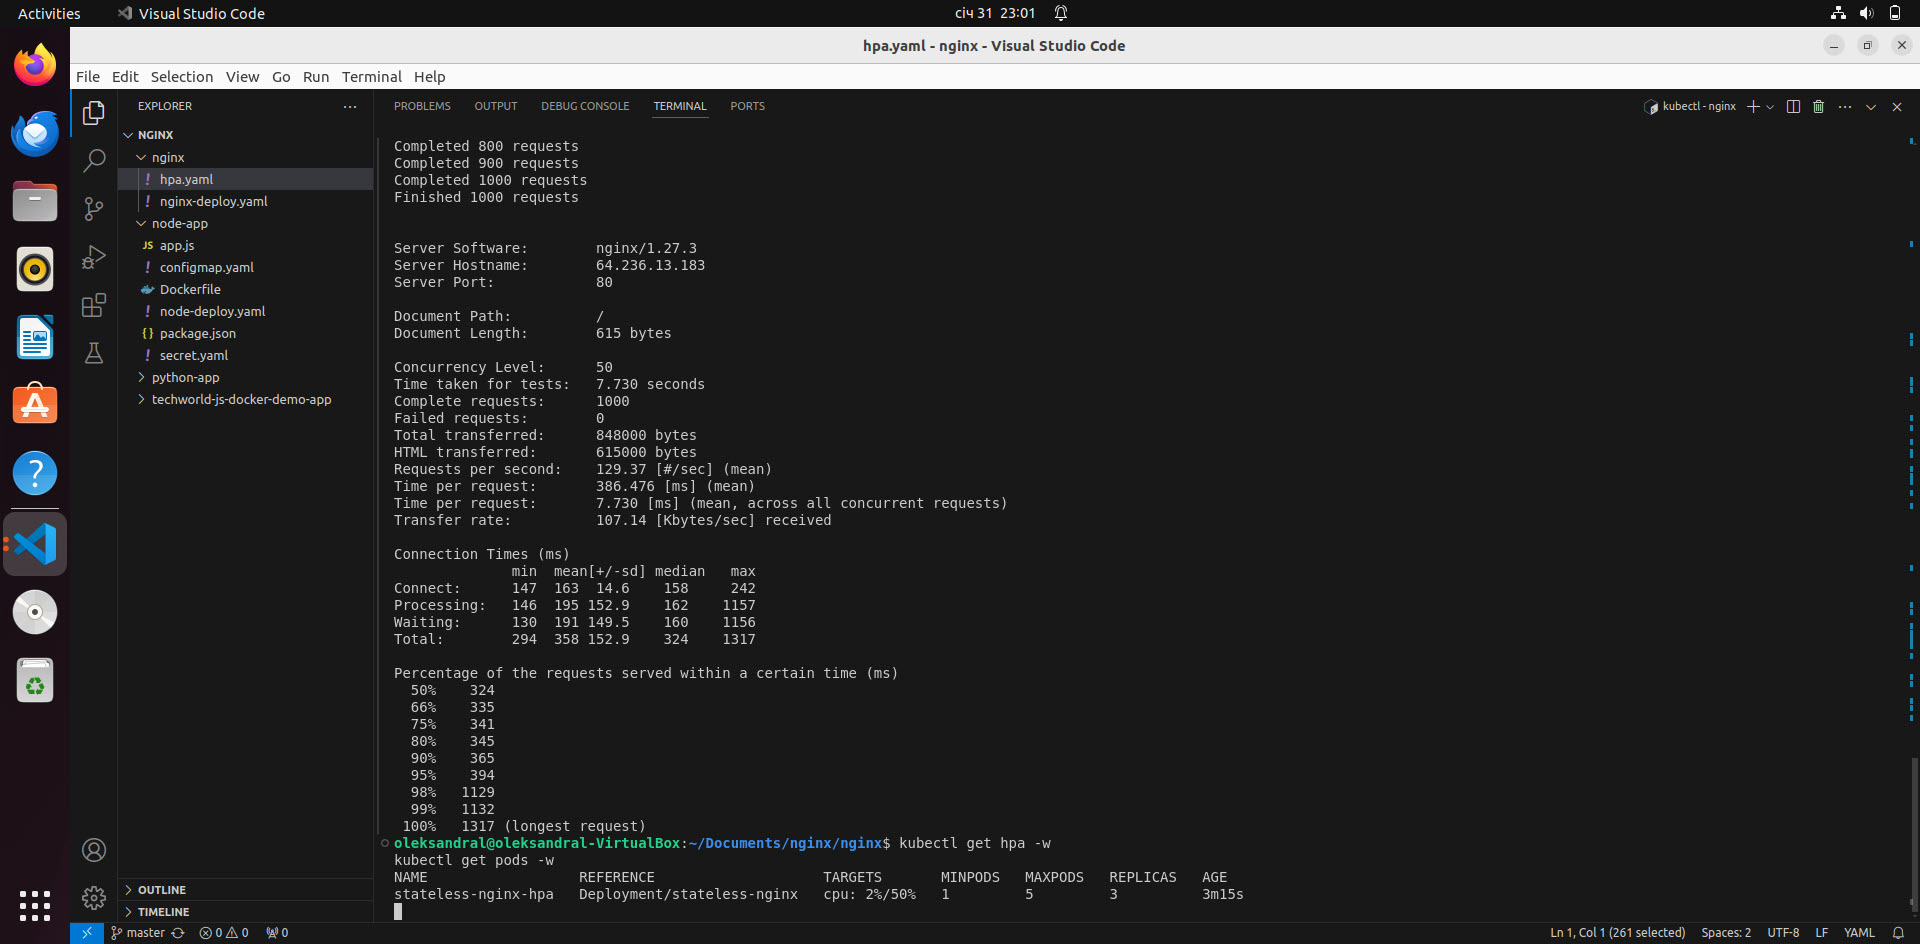 Activities
Visual Studio Code
січ 31 23:01
hpa.yaml - nginx - Visual Studio Code
File Edit Selection View Go Run Terminal Help
EXPLORER
NGINX
nginx
! hpa.yaml
! nginx-deploy.yaml
node-app
JS app.js
! configmap.yaml
Dockerfile
! node-deploy.yaml
{} package.json
! secret.yaml
python-app
techworld-js-docker-demo-app
OUTLINE
TIMELINE
PROBLEMS OUTPUT DEBUG CONSOLE TERMINAL PORTS
kubectl - nginx
Completed 800 requests
Completed 900 requests
Completed 1000 requests
Finished 1000 requests
Server Software: nginx/1.27.3
Server Hostname: 64.236.13.183
Server Port: 80
Document Path: /
Document Length: 615 bytes
Concurrency Level: 50
Time taken for tests: 7.730 seconds
Complete requests: 1000
Failed requests: 0
Total transferred: 848000 bytes
HTML transferred: 615000 bytes
Requests per second: 129.37 [#/sec] (mean)
Time per request: 386.476 [ms] (mean)
Time per request: 7.730 [ms] (mean, across all concurrent requests)
Transfer rate: 107.14 [Kbytes/sec] received
Connection Times (ms)
min mean[+/-sd] median max
Connect: 147 163 14.6 158 242
Processing: 146 195 152.9 162 1157
Waiting: 130 191 149.5 160 1156
Total: 294 358 152.9 324 1317
Percentage of the requests served within a certain time (ms)
50% 324
66% 335
75% 341
80% 345
90% 365
95% 394
98% 1129
99% 1132
100% 1317 (longest request)
oleksandral@oleksandral-VirtualBox:~/Documents/nginx/nginx$ kubectl get hpa -w
kubectl get pods -w
NAME REFERENCE TARGETS MINPODS MAXPODS REPLICAS AGE
stateless-nginx-hpa Deployment/stateless-nginx cpu: 2%/50% 1 5 3 3m15s
master 0 0 0
Ln 1, Col 1 (261 selected) Spaces: 2 UTF-8 LF YAML